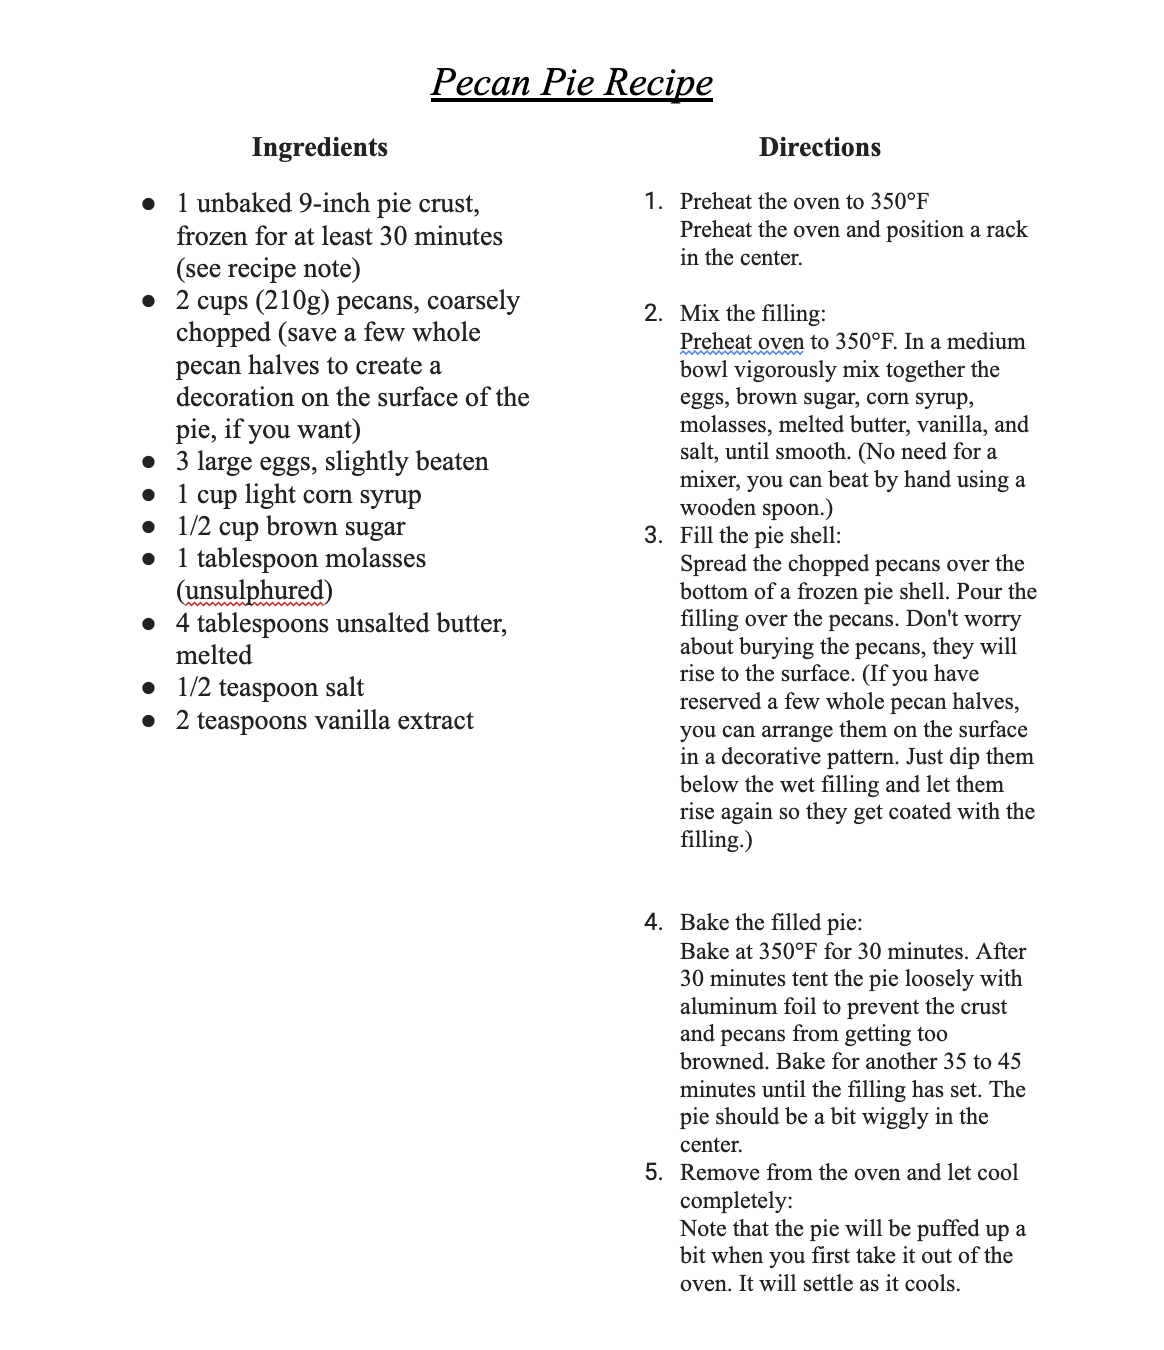 Pecan Pie Recipe
Ingredients
● 1 unbaked 9-inch pie crust,
frozen for at least 30 minutes
(see recipe note)
● 2 cups (210g) pecans, coarsely
chopped (save a few whole
pecan halves to create a
decoration on the surface of the
pie, if you want)
● 3 large eggs, slightly beaten
● 1 cup light corn syrup
● 1/2 cup brown sugar
● 1 tablespoon molasses
(unsulphured)
● 4 tablespoons unsalted butter,
melted
● 1/2 teaspoon salt
● 2 teaspoons vanilla extract
Directions
1. Preheat the oven to 350°F
Preheat the oven and position a rack
in the center.
2. Mix the filling:
Preheat oven to 350°F. In a medium
bowl vigorously mix together the
eggs, brown sugar, corn syrup,
molasses, melted butter, vanilla, and
salt, until smooth. (No need for a
mixer, you can beat by hand using a
wooden spoon.)
3. Fill the pie shell:
Spread the chopped pecans over the
bottom of a frozen pie shell. Pour the
filling over the pecans. Don't worry
about burying the pecans, they will
rise to the surface. (If you have
reserved a few whole pecan halves,
you can arrange them on the surface
in a decorative pattern. Just dip them
below the wet filling and let them
rise again so they get coated with the
filling.)
4. Bake the filled pie:
Bake at 350°F for 30 minutes. After
30 minutes tent the pie loosely with
aluminum foil to prevent the crust
and pecans from getting too
browned. Bake for another 35 to 45
minutes until the filling has set. The
pie should be a bit wiggly in the
center.
5. Remove from the oven and let cool
completely:
Note that the pie will be puffed up a
bit when you first take it out of the
oven. It will settle as it cools.